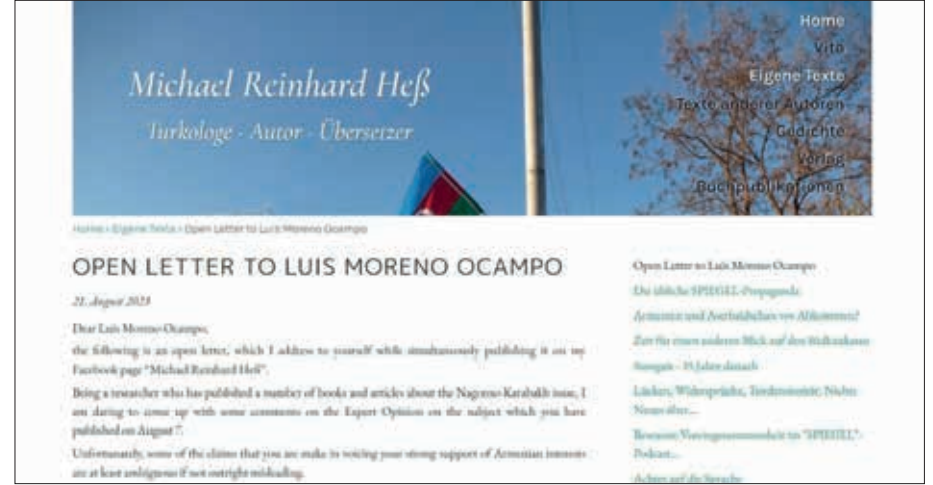 Home
Vita
Eigene Texte
Texte anderer Autoren
Gedichte
Verlag
Buchpublikationen
Michael Reinhard Heß
Turkologe - Autor - Übersetzer
Home › Eigene Texte › Open Letter to Luis Moreno Ocampo
OPEN LETTER TO LUIS MORENO OCAMPO
21. August 2023
Dear Luis Moreno-Ocampo,
the following is an open letter, which I address to yourself while simultaneously publishing it on my
Facebook page "Michael Reinhard Heß".
Being a researcher who has published a number of books and articles about the Nagorno Karabakh issue, I
am daring to come up with some comments on the Expert Opinion on the subject which you have
published on August 7.
Unfortunately, some of the claims that you are make in voicing your strong support of Armenian interests
are at least ambiguous if not outright misleading.
Open Letter to Luis Moreno Ocampo
Die übliche SPIEGEL-Propaganda
Armenien und Aserbaidschan vor Abkommen?
Zeit für einen anderen Blick auf den Südkaukasus
Sumgait - 35 Jahre danach
Lücken, Widersprüche, Tendenziosität: Nichts
Neues über...
Bewusste Voreingenommenheit im "SPIEGEL"-
Podcast...
Achten auf die Sprache